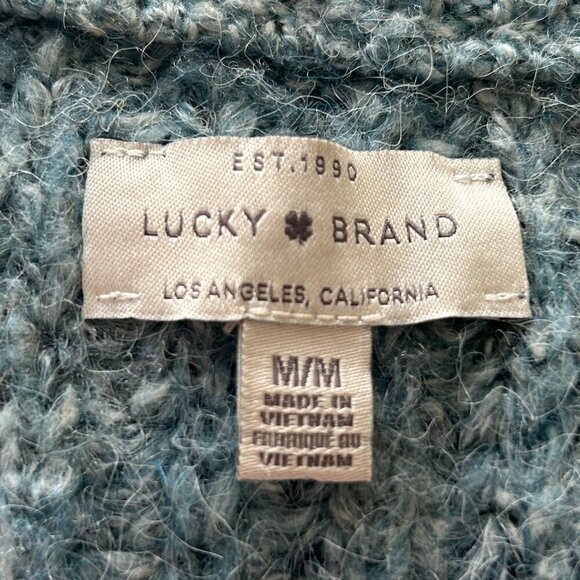 EST.1990
LUCKY BRAND
LOS ANGELES, CALIFORNIA
M/M
MADE IN
VIETNAM
FABRIQUÉ AU
VIETNAM